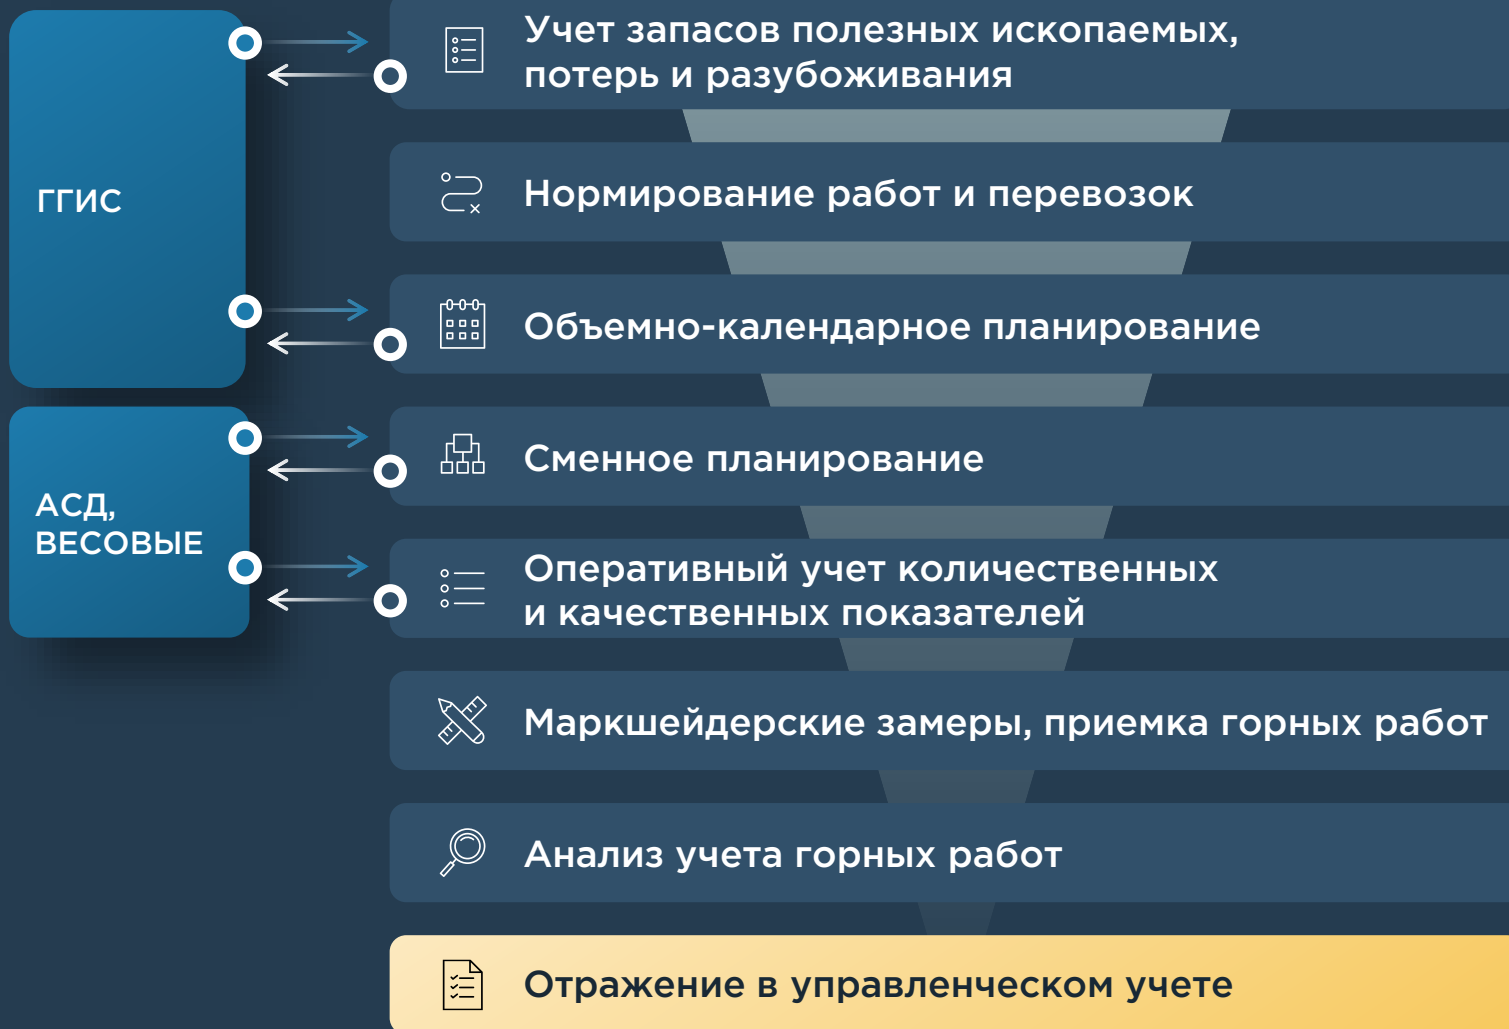 Учет запасов полезных ископаемых,
потерь и разубоживания
ГГИС
Нормирование работ и перевозок
Объемно-календарное планирование
Сменное планирование
АСД,
ВЕСОВЫЕ
Оперативный учет количественных
и качественных показателей
Маркшейдерские замеры, приемка горных работ
Анализ учета горных работ
Отражение в управленческом учете